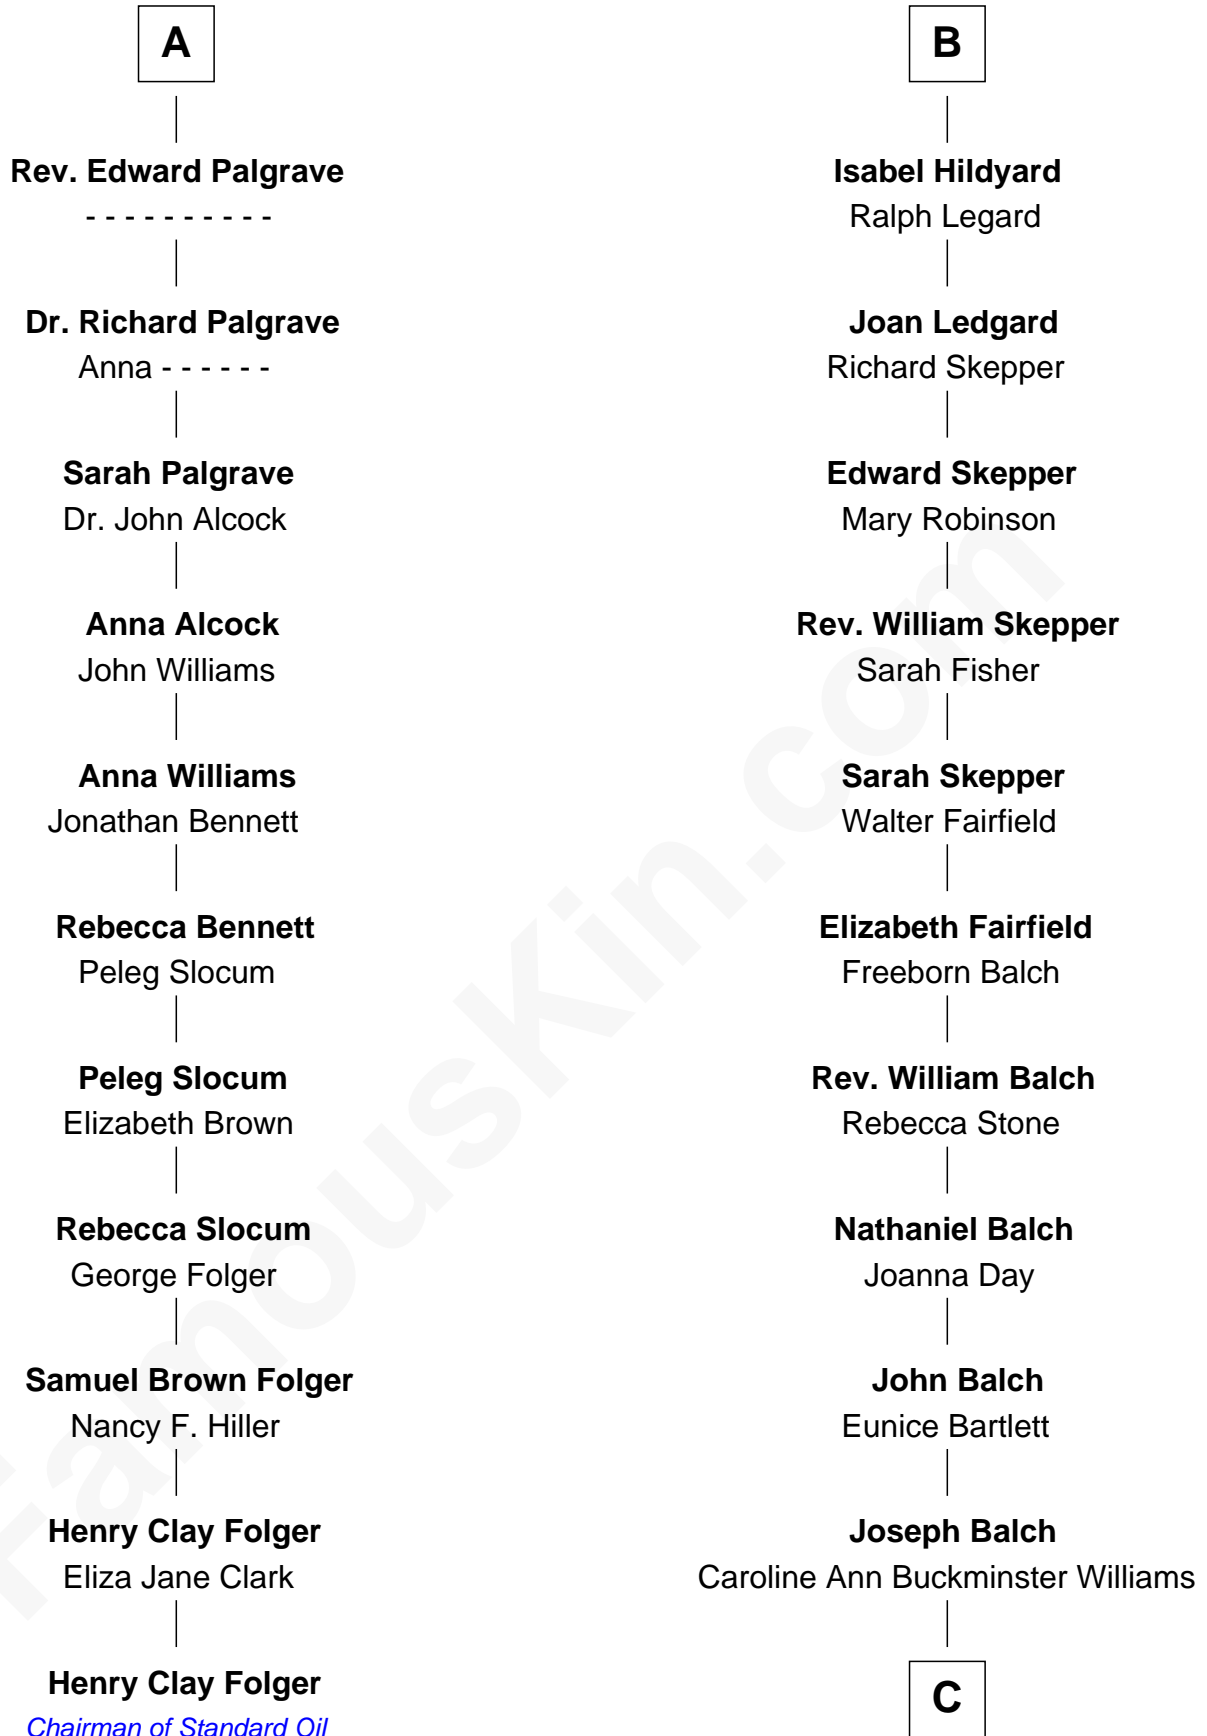 A
Rev. Edward Palgrave
- - - - - - - - - -
Dr. Richard Palgrave
Anna - - - - - -
Sarah Palgrave
Dr. John Alcock
Anna Alcock
John Williams
Anna Williams
Jonathan Bennett
Rebecca Bennett
Peleg Slocum
Peleg Slocum
Elizabeth Brown
Rebecca Slocum
George Folger
Samuel Brown Folger
Nancy F. Hiller
Henry Clay Folger
Eliza Jane Clark
Henry Clay Folger
Chairman of Standard Oil
B
Isabel Hildyard
Ralph Legard
Joan Ledgard
Richard Skepper
Edward Skepper
Mary Robinson
Rev. William Skepper
Sarah Fisher
Sarah Skepper
Walter Fairfield
Elizabeth Fairfield
Freeborn Balch
Rev. William Balch
Rebecca Stone
Nathaniel Balch
Joanna Day
John Balch
Eunice Bartlett
Joseph Balch
Caroline Ann Buckminster Williams
C
FamousKin.com